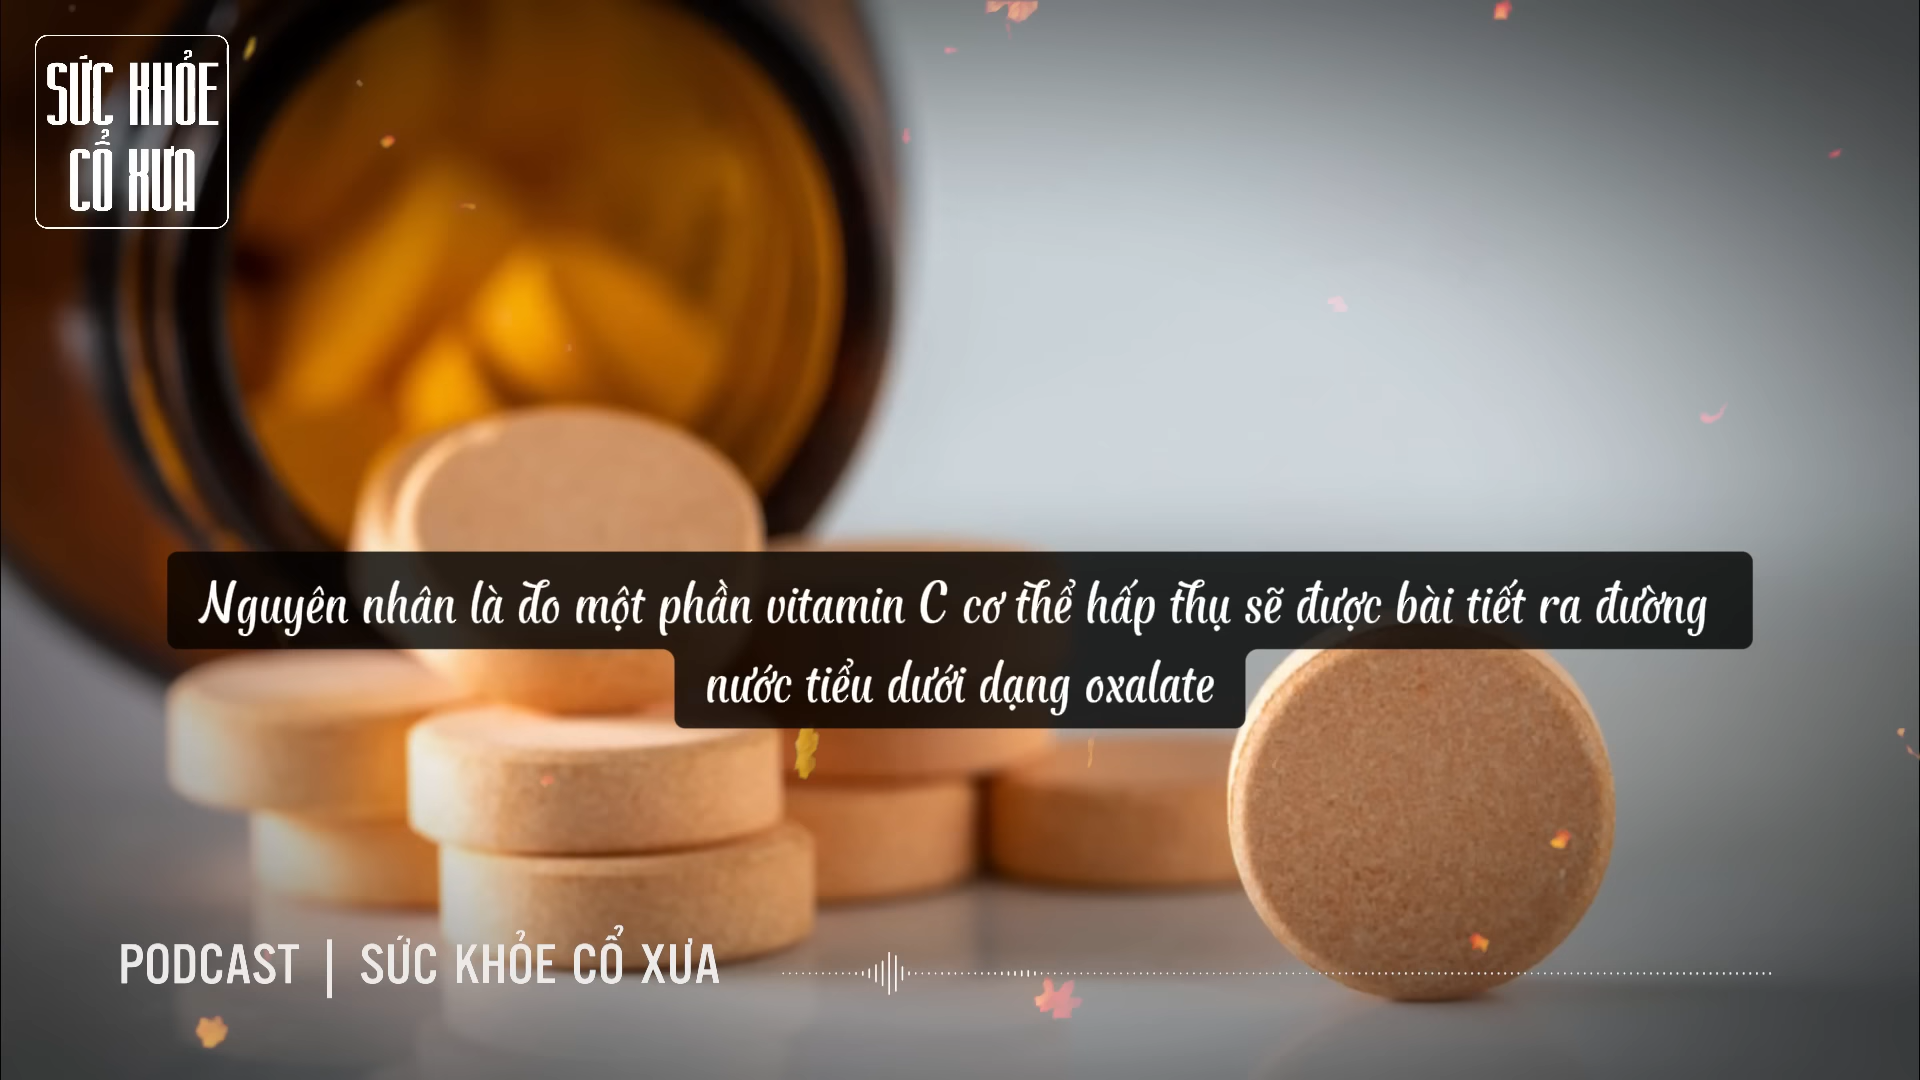 SỨC KHỎE
CỔ XƯA
Nguyên nhân là do một phần vitamin C cơ thể hấp thụ sẽ được bài tiết ra đường
nước tiểu dưới dạng oxalate
PODCAST | SỨC KHỎE CỔ XƯA